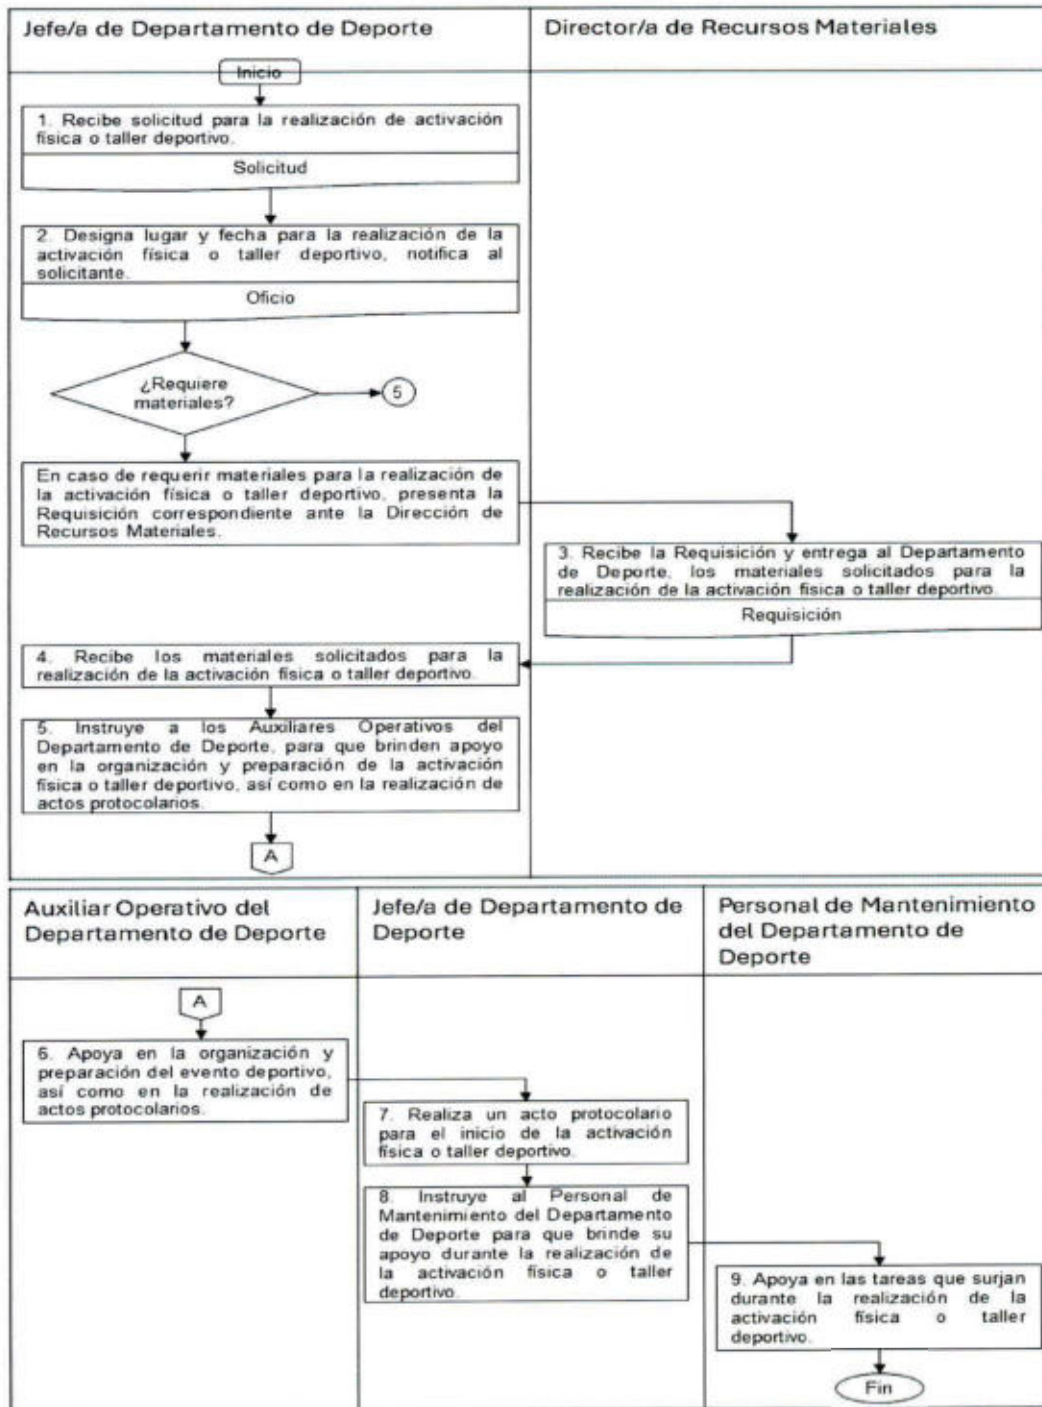 Jefe/a de Departamento de Deporte
Director/a de Recursos Materiales
Inicio
1. Recibe solicitud para la realización de activación
física o taller deportivo.
Solicitud
2. Designa lugar y fecha para la realización de la
activación física o taller deportivo, notifica al
solicitante.
Oficio
¿Requiere
materiales?
5
En caso de requerir materiales para la realización de
la activación física o taller deportivo, presenta la
Requisición correspondiente ante la Dirección de
Recursos Materiales.
3. Recibe la Requisición y entrega al Departamento
de Deporte, los materiales solicitados para la
realización de la activación física o taller deportivo.
Requisición
4. Recibe los materiales solicitados para la
realización de la activación física o taller deportivo.
5. Instruye a los Auxiliares Operativos del
Departamento de Deporte, para que brinden apoyo
en la organización y preparación de la activación
física o taller deportivo, así como en la realización de
actos protocolarios.
A
Auxiliar Operativo del
Departamento de Deporte
Jefe/a de Departamento de
Deporte
Personal de Mantenimiento
del Departamento de
Deporte
A
6. Apoya en la organización y
preparación del evento deportivo,
así como en la realización de
actos protocolarios.
7. Realiza un acto protocolario
para el inicio de la activación
física o taller deportivo.
8. Instruye al Personal de
Mantenimiento del Departamento
de Deporte para que brinde su
apoyo durante la realización de
la activación física o taller
deportivo.
9. Apoya en las tareas que surjan
durante la realización de la
activación física o taller
deportivo.
Fin